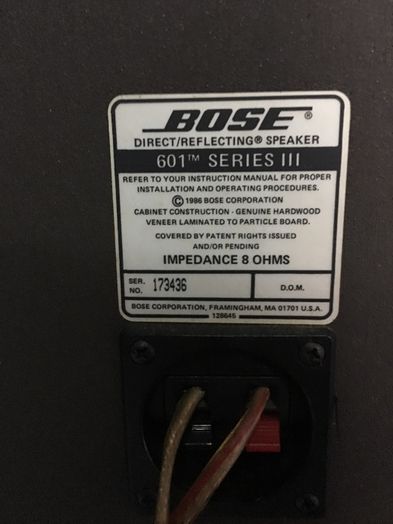 BOSE®
DIRECT/REFLECTING® SPEAKER
601™ SERIES III
REFER TO YOUR INSTRUCTION MANUAL FOR PROPER
INSTALLATION AND OPERATING PROCEDURES.
© 1986 BOSE CORPORATION
CABINET CONSTRUCTION - GENUINE HARDWOOD
VENEER LAMINATED TO PARTICLE BOARD.
COVERED BY PATENT RIGHTS ISSUED
AND/OR PENDING
IMPEDANCE 8 OHMS
SER. NO. 173436 D.O.M.
BOSE CORPORATION, FRAMINGHAM, MA 01701 U.S.A.
128645